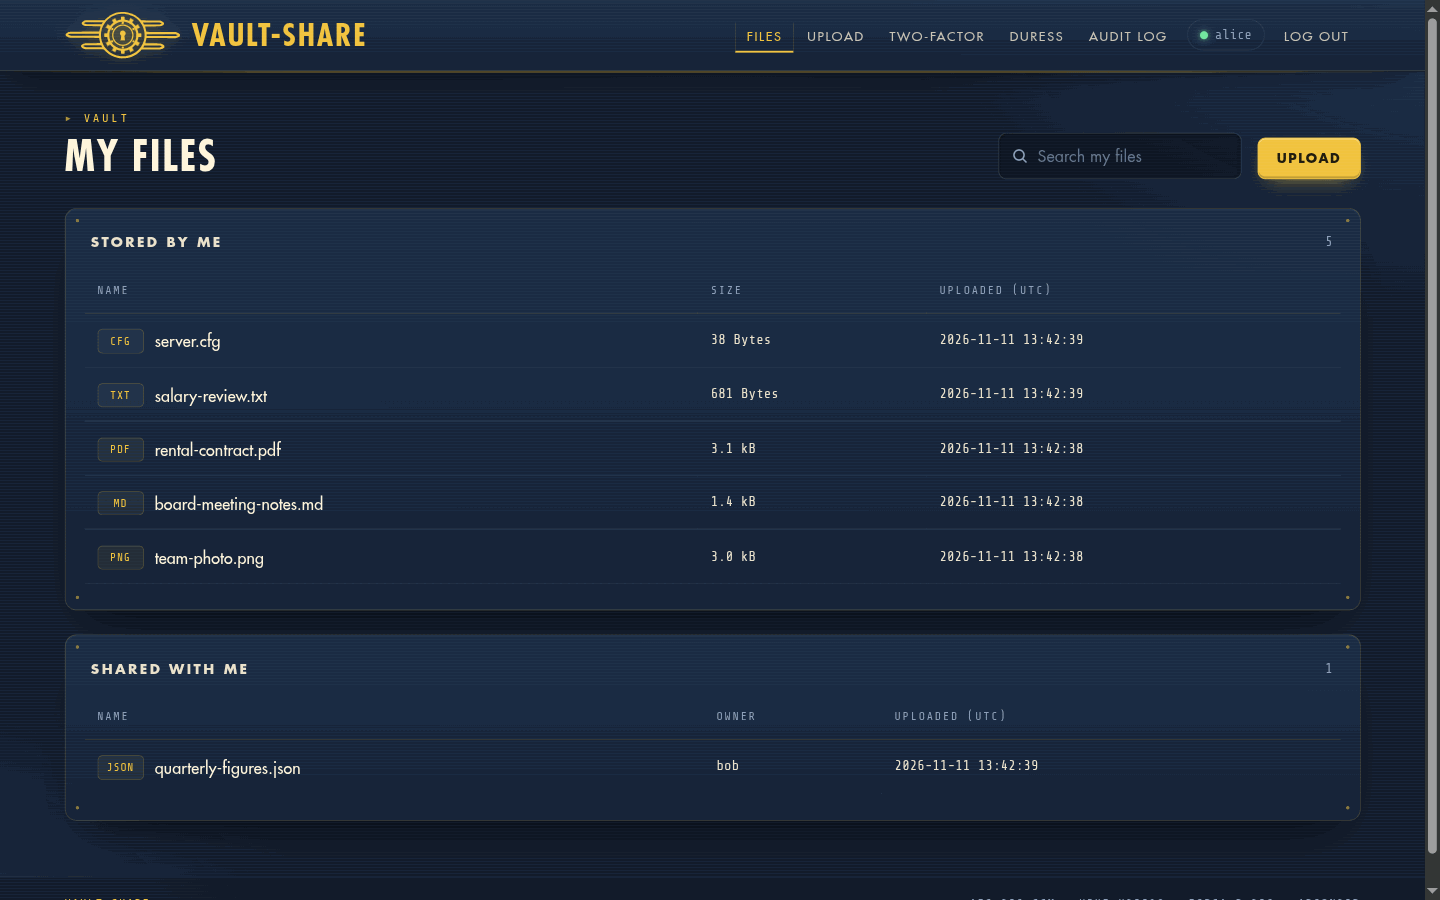 VAULT-SHARE
FILES UPLOAD TWO-FACTOR DURESS AUDIT LOG alice LOG OUT
VAULT
MY FILES
Search my files
UPLOAD
STORED BY ME 5
NAME SIZE UPLOADED (UTC)
CFG server.cfg 38 Bytes 2026-11-11 13:42:39
TXT salary-review.txt 681 Bytes 2026-11-11 13:42:39
PDF rental-contract.pdf 3.1 kB 2026-11-11 13:42:38
MD board-meeting-notes.md 1.4 kB 2026-11-11 13:42:38
PNG team-photo.png 3.0 kB 2026-11-11 13:42:38
SHARED WITH ME 1
NAME OWNER UPLOADED (UTC)
JSON quarterly-figures.json bob 2026-11-11 13:42:39